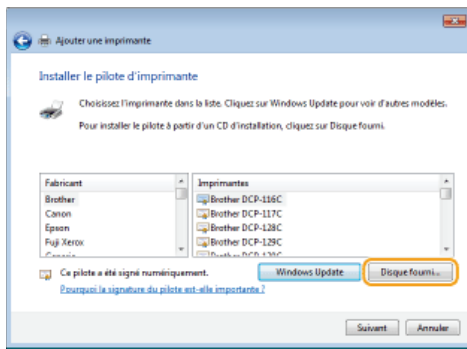 Ajouter une imprimante
Installer le pilote d'imprimante
Choisissez l'imprimante dans la liste. Cliquez sur Windows Update pour voir d'autres modèles.
Pour installer le pilote à partir d'un CD d'installation, cliquez sur Disque fourni.
Fabricant
Brother
Canon
Epson
Fuji Xerox
Imprimantes
Brother DCP-116C
Brother DCP-117C
Brother DCP-128C
Brother DCP-129C
Ce pilote a été signé numériquement.
Windows Update
Disque fourni...
Pourquoi la signature du pilote est-elle importante ?
Suivant
Annuler